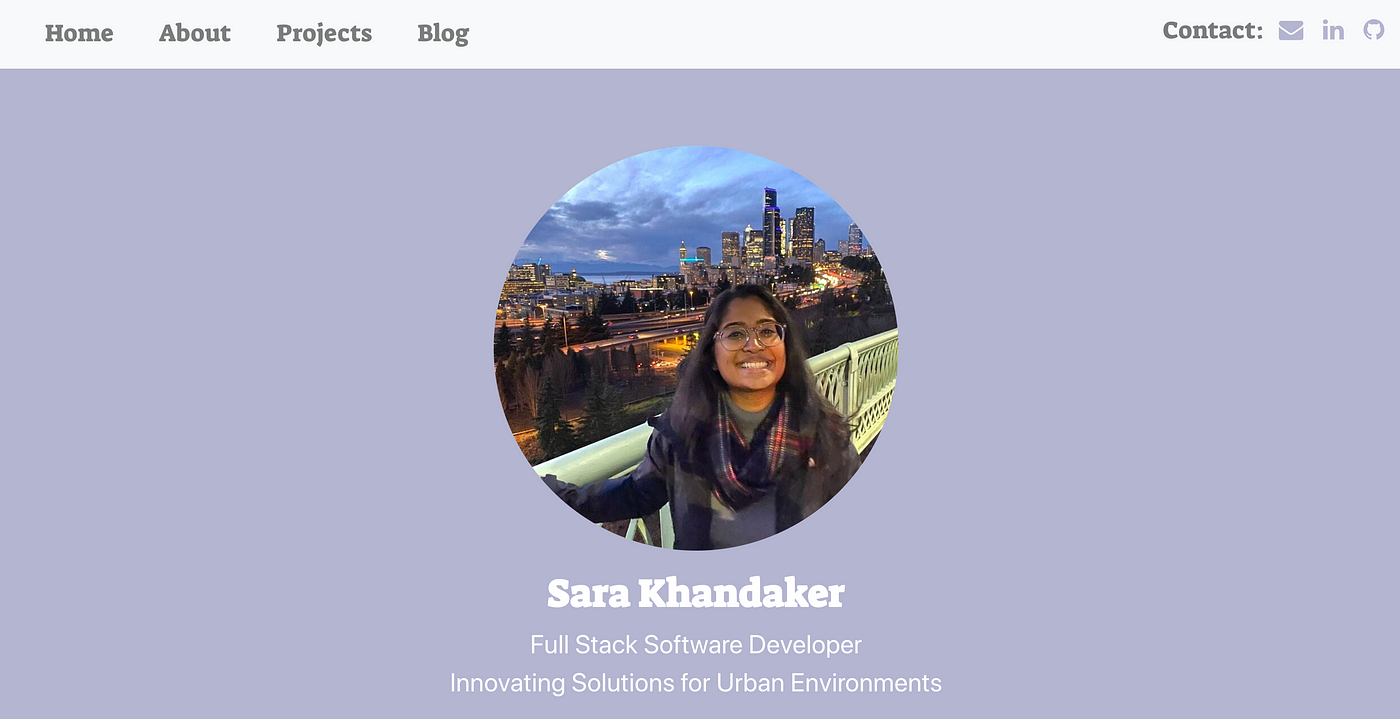 Home About Projects Blog Contact:
Sara Khandaker
Full Stack Software Developer
Innovating Solutions for Urban Environments